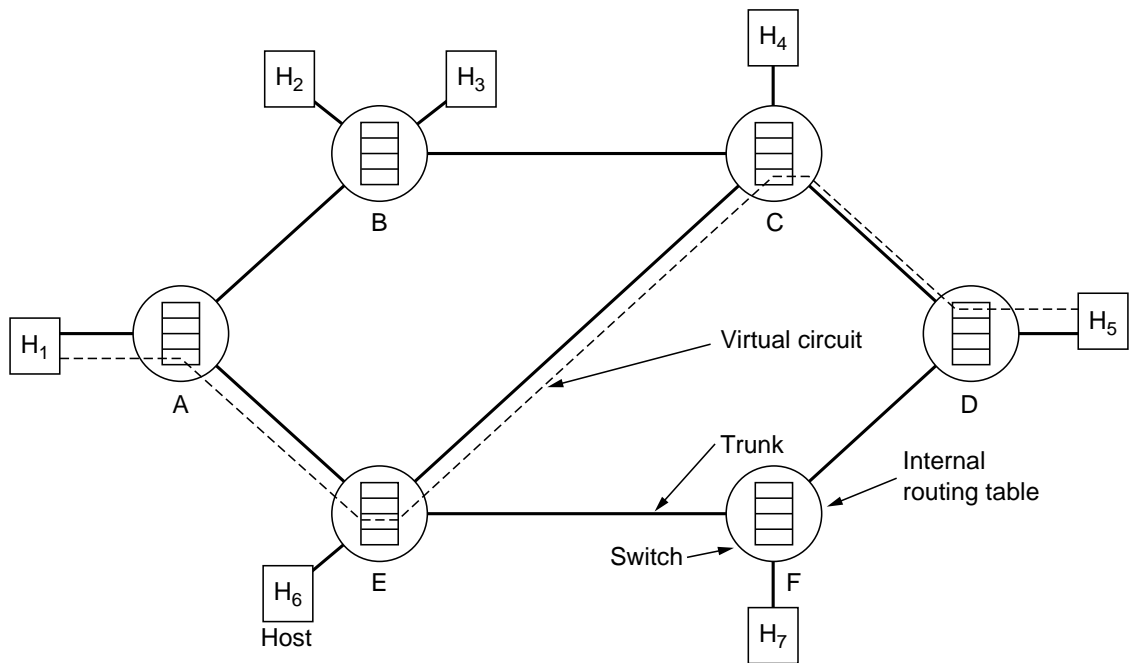 H4
H2
H3
B
C
H1
H5
Virtual circuit
A
D
Trunk
Internal
routing table
Switch
E
F
H6
Host
H7